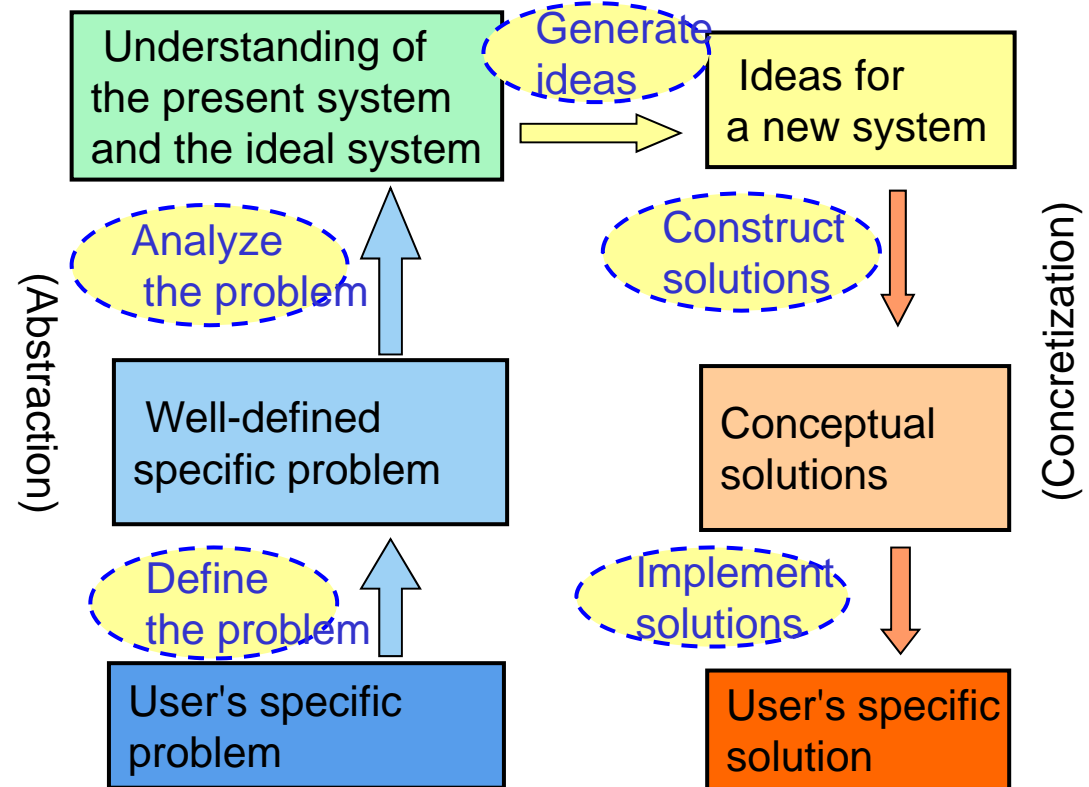 Understanding of
the present system
and the ideal system
Generate
ideas
Ideas for
a new system
Analyze
the problem
Construct
solutions
(Abstraction)
(Concretization)
Well-defined
specific problem
Conceptual
solutions
Define
the problem
Implement
solutions
User's specific
problem
User's specific
solution